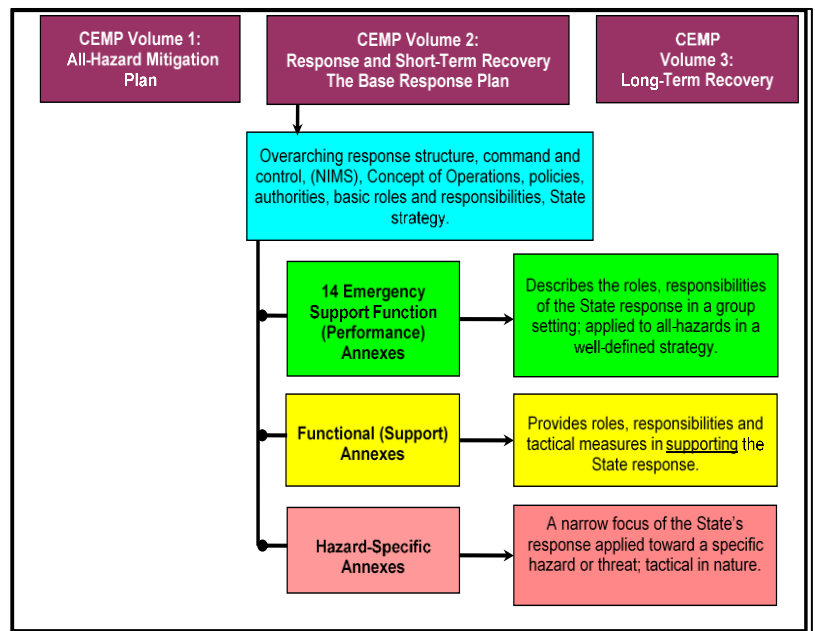 CEMP Volume 1:
All-Hazard Mitigation
Plan
CEMP Volume 2:
Response and Short-Term Recovery
The Base Response Plan
CEMP
Volume 3:
Long-Term Recovery
Overarching response structure, command and
control, (NIMS), Concept of Operations, policies,
authorities, basic roles and responsibilities, State
strategy.
14 Emergency
Support Function
(Performance)
Annexes
Describes the roles, responsibilities
of the State response in a group
setting; applied to all-hazards in a
well-defined strategy.
Functional (Support)
Annexes
Provides roles, responsibilities and
tactical measures in supporting the
State response.
Hazard-Specific
Annexes
A narrow focus of the State's
response applied toward a specific
hazard or threat; tactical in nature.